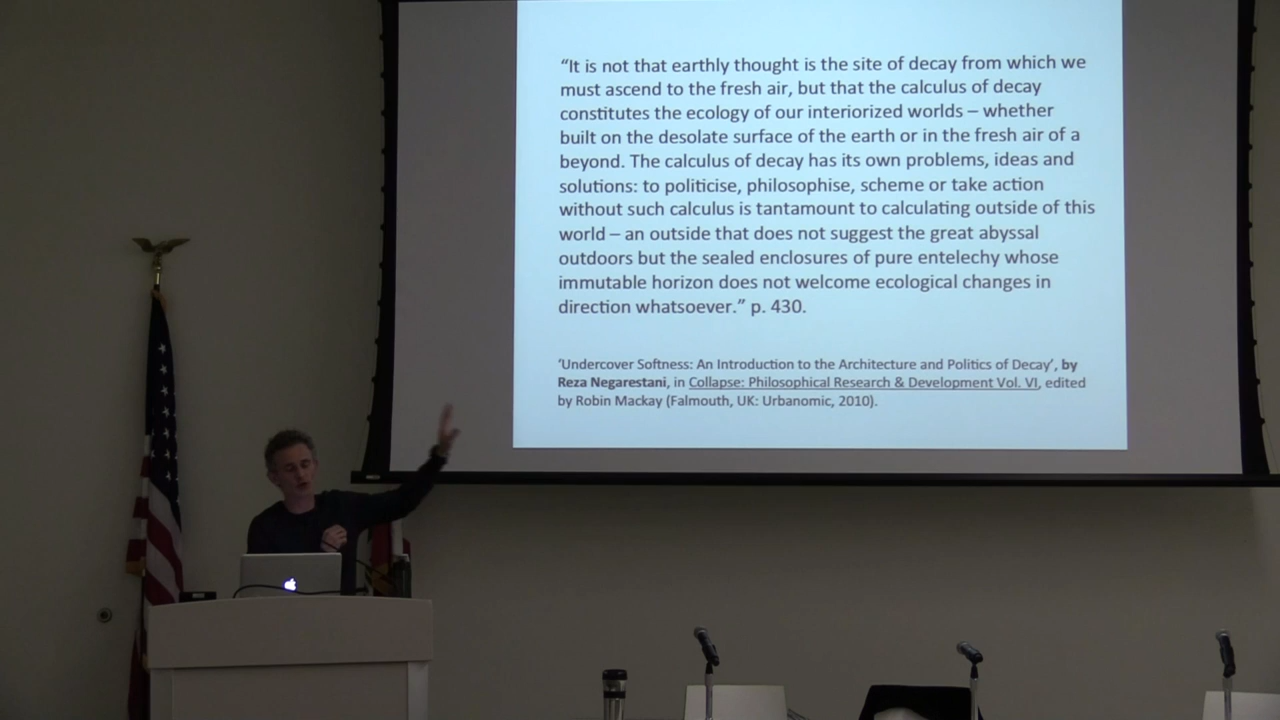 “It is not that earthly thought is the site of decay from which we
must ascend to the fresh air, but that the calculus of decay
constitutes the ecology of our interiorized worlds – whether
built on the desolate surface of the earth or in the fresh air of a
beyond. The calculus of decay has its own problems, ideas and
solutions: to politicise, philosophise, scheme or take action
without such calculus is tantamount to calculating outside of this
world – an outside that does not suggest the great abyssal
outdoors but the sealed enclosures of pure entelechy whose
immutable horizon does not welcome ecological changes in
direction whatsoever.” p. 430.
‘Undercover Softness: An Introduction to the Architecture and Politics of Decay’, by
Reza Negarestani, in Collapse: Philosophical Research & Development Vol. VI, edited
by Robin Mackay (Falmouth, UK: Urbanomic, 2010).